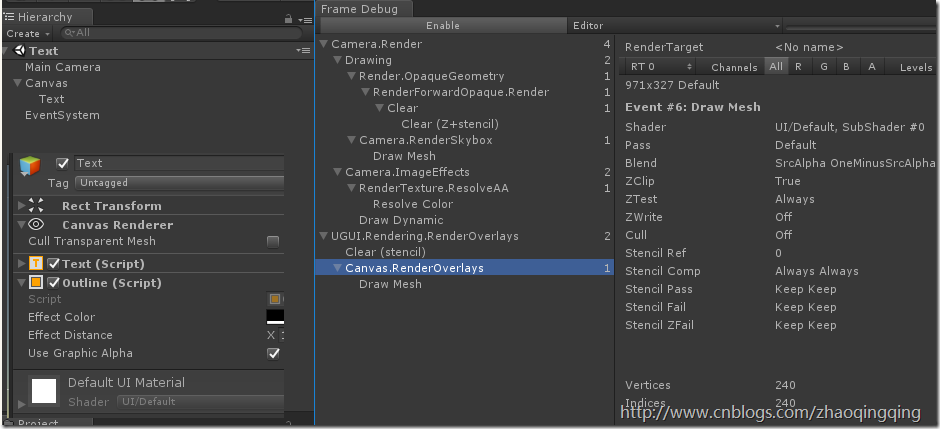 Hierarchy
Create
All
Text
Main Camera
Canvas
Text
EventSystem
Text
Tag Untagged
Rect Transform
Canvas Renderer
Cull Transparent Mesh
Text (Script)
Outline (Script)
Script
Effect Color
Effect Distance X
Use Graphic Alpha
Default UI Material
Shader UI/Default
Project
Frame Debug
Enable Editor
Camera.Render 4
Drawing 2
Render.OpaqueGeometry 1
RenderForwardOpaque.Render 1
Clear 1
Clear (Z+stencil)
Camera.RenderSkybox 1
Draw Mesh
Camera.ImageEffects 2
RenderTexture.ResolveAA 1
Resolve Color
Draw Dynamic
UGUI.Rendering.RenderOverlays 2
Clear (stencil)
Canvas.RenderOverlays 1
Draw Mesh
RenderTarget <No name>
RT 0 Channels All R G B A Levels
971x327 Default
Event #6: Draw Mesh
Shader UI/Default, SubShader #0
Pass Default
Blend SrcAlpha OneMinusSrcAlpha
ZClip True
ZTest Always
ZWrite Off
Cull Off
Stencil Ref 0
Stencil Comp Always Always
Stencil Pass Keep Keep
Stencil Fail Keep Keep
Stencil ZFail Keep Keep
Vertices 240
Indices 240
http://www.cnblogs.com/zhaoqingqing